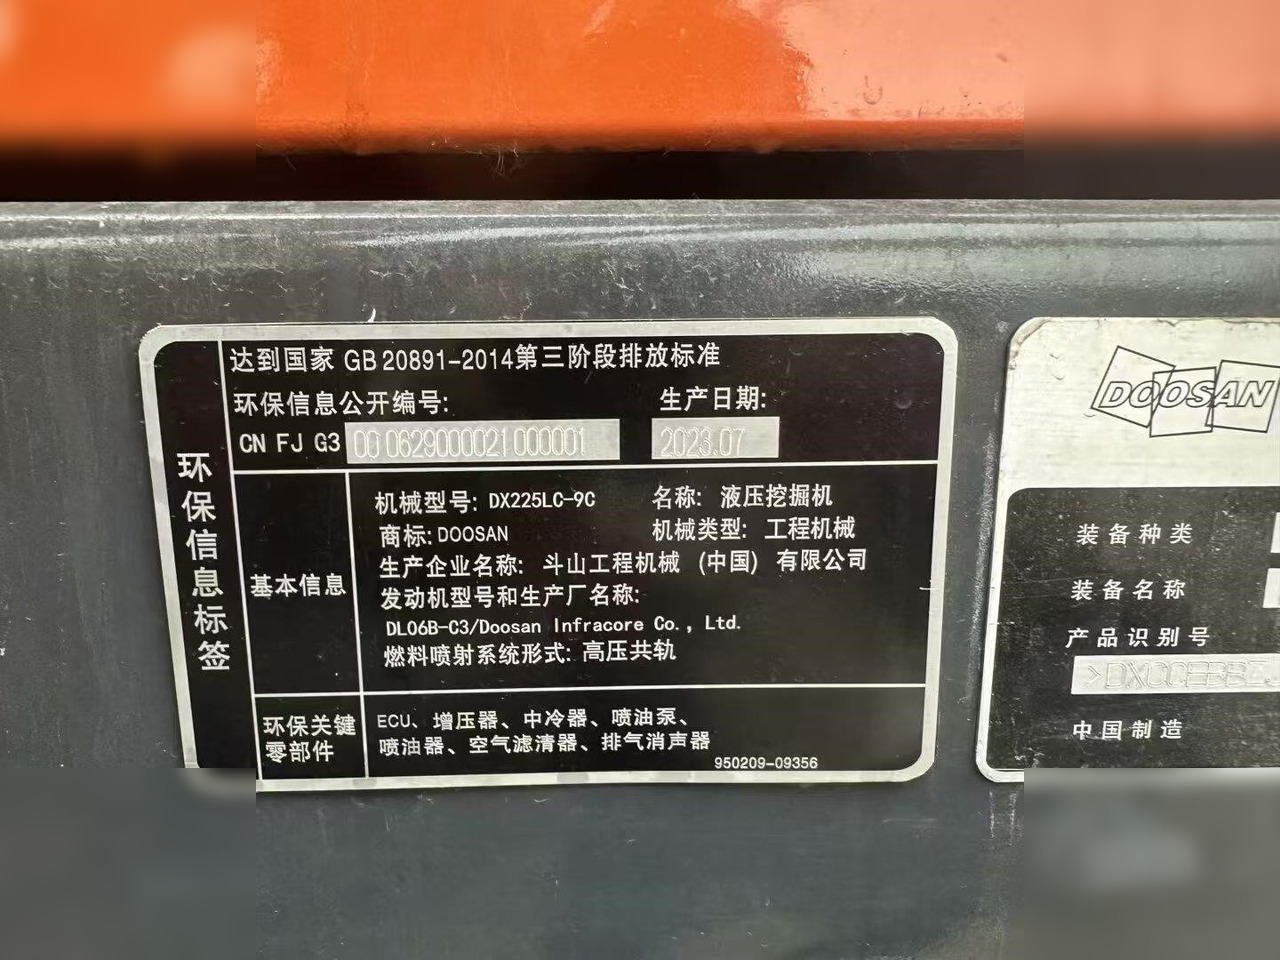 达到国家 GB 20891-2014第三阶段排放标准
环保信息公开编号:
生产日期:
CN FJ G3 00 0629000021 000001
2023.07
环保信息标签
基本信息
机械型号: DX225LC-9C
名称: 液压挖掘机
商标: DOOSAN
机械类型: 工程机械
生产企业名称: 斗山工程机械 (中国) 有限公司
发动机型号和生产厂名称:
DL06B-C3/Doosan Infracore Co., Ltd.
燃料喷射系统形式: 高压共轨
环保关键
零部件
ECU、增压器、中冷器、喷油泵、
喷油器、空气滤清器、排气消声器
950209-09356
DOOSAN
装备种类
装备名称
产品识别号
中国制造